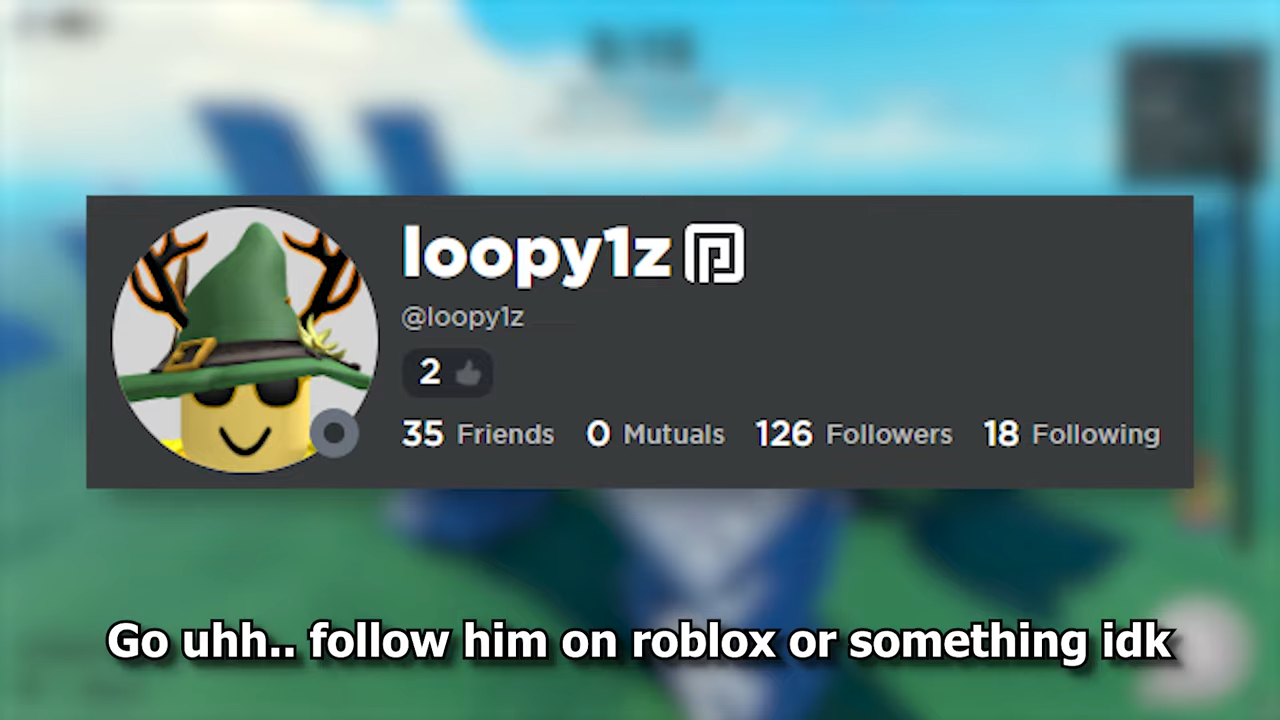 loopy1z
@loopy1z
2
35 Friends 0 Mutuals 126 Followers 18 Following
Go uhh.. follow him on roblox or something idk